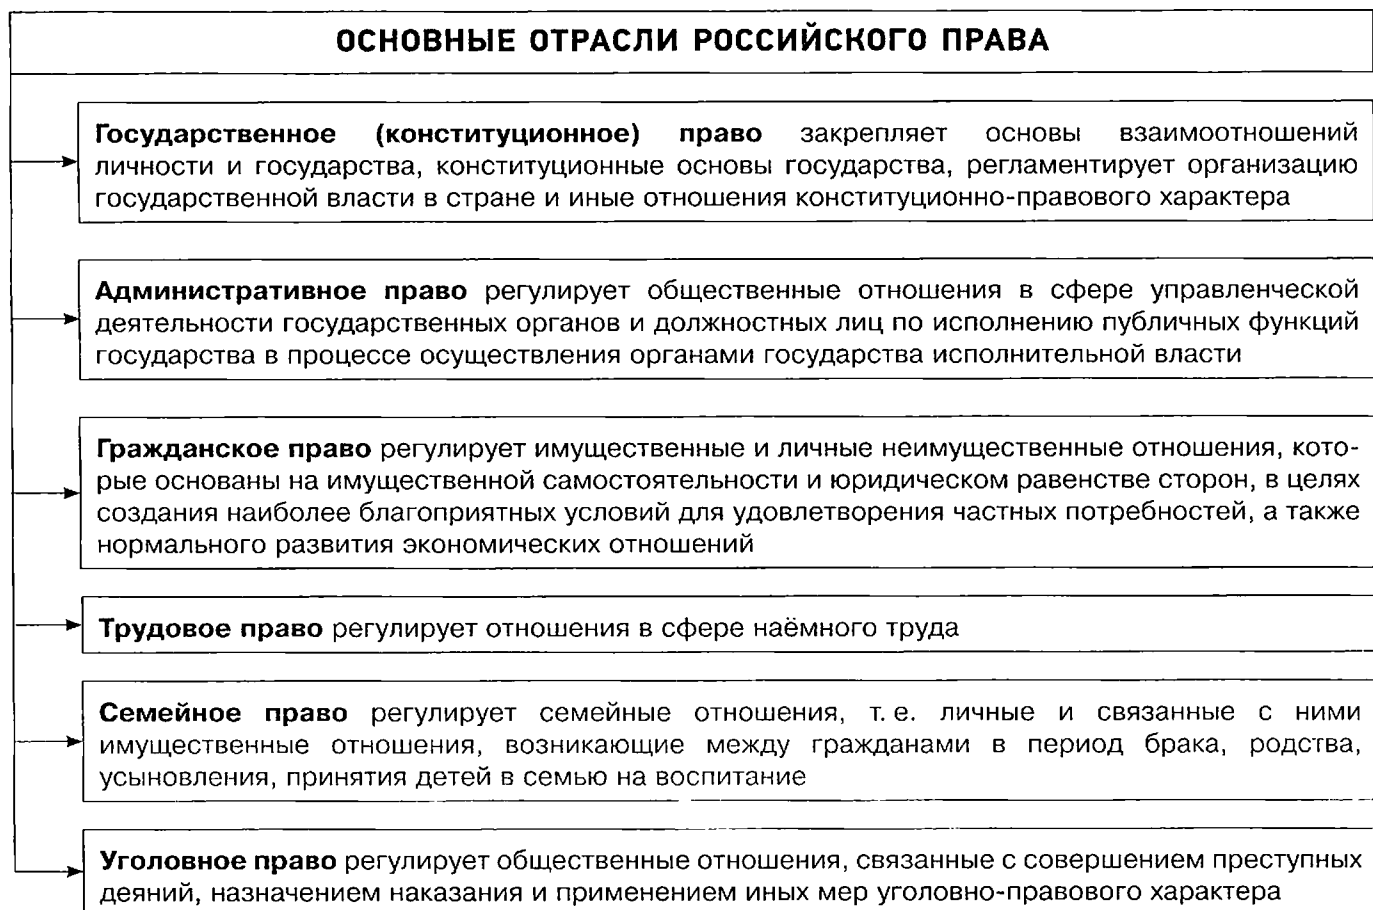 ОСНОВНЫЕ ОТРАСЛИ РОССИЙСКОГО ПРАВА
Государственное (конституционное) право закрепляет основы взаимоотношений
личности и государства, конституционные основы государства, регламентирует организацию
государственной власти в стране и иные отношения конституционно-правового характера
Административное право регулирует общественные отношения в сфере управленческой
деятельности государственных органов и должностных лиц по исполнению публичных функций
государства в процессе осуществления органами государства исполнительной власти
Гражданское право регулирует имущественные и личные неимущественные отношения, кото-
рые основаны на имущественной самостоятельности и юридическом равенстве сторон, в целях
создания наиболее благоприятных условий для удовлетворения частных потребностей, а также
нормального развития экономических отношений
Трудовое право регулирует отношения в сфере наёмного труда
Семейное право регулирует семейные отношения, т. е. личные и связанные с ними
имущественные отношения, возникающие между гражданами в период брака, родства,
усыновления, принятия детей в семью на воспитание
Уголовное право регулирует общественные отношения, связанные с совершением преступных
деяний, назначением наказания и применением иных мер уголовно-правового характера